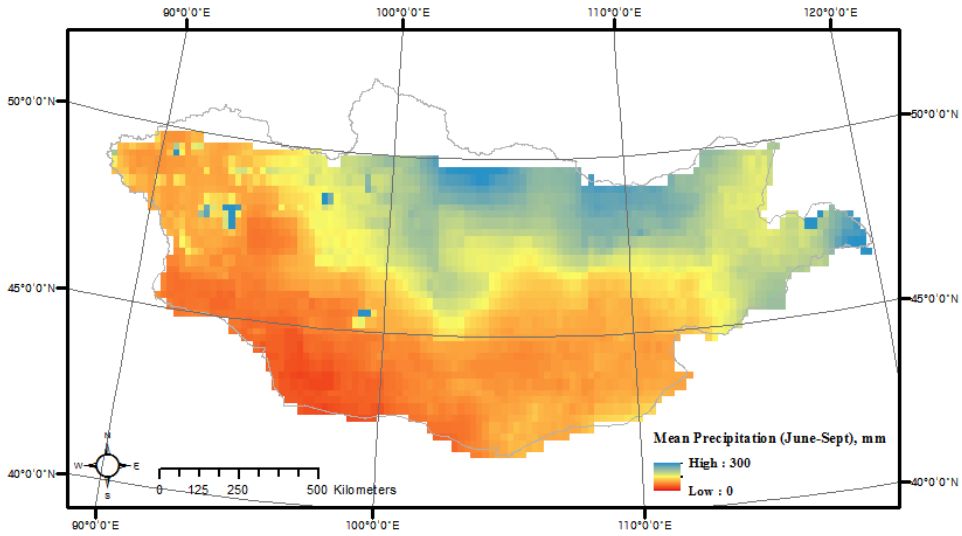 90°0'0"E 100°0'0"E 110°0'0"E 120°0'0"E
50°0'0"N 50°0'0"N
45°0'0"N 45°0'0"N
40°0'0"N 40°0'0"N
Mean Precipitation (June-Sept), mm
High : 300
Low : 0
N
W E
S
0 125 250 500 Kilometers
90°0'0"E 100°0'0"E 110°0'0"E